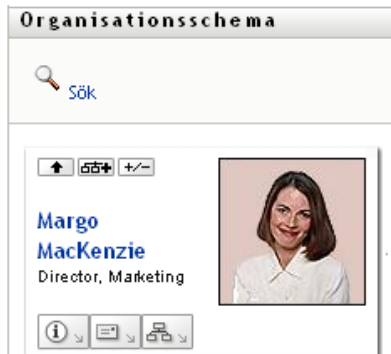 Organisationsschema
Sök
+/-
Margo
MacKenzie
Director, Marketing